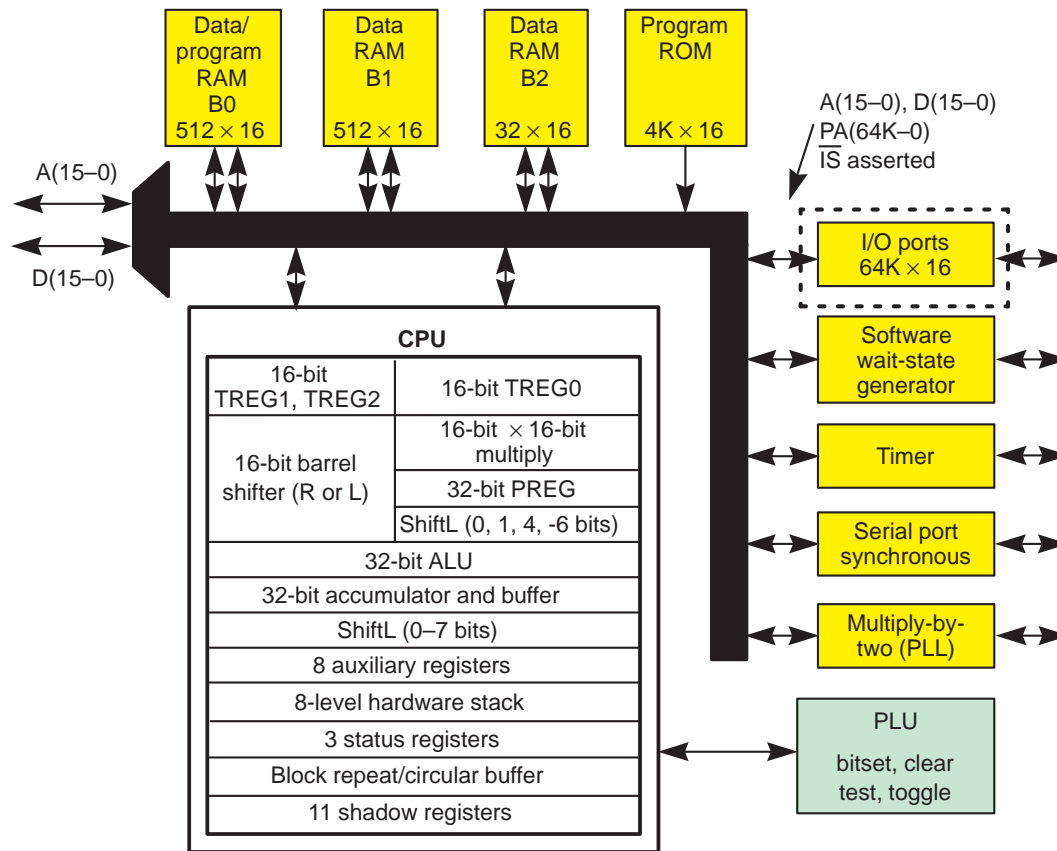 Data/
program
RAM
B0
512 × 16
Data
RAM
B1
512 × 16
Data
RAM
B2
32 × 16
Program
ROM
4K × 16
A(15–0), D(15–0)
PA(64K–0)
IS asserted
A(15–0)
D(15–0)
I/O ports
64K × 16
Software
wait-state
generator
Timer
Serial port
synchronous
Multiply-by-
two (PLL)
CPU
16-bit
TREG1, TREG2
16-bit TREG0
16-bit barrel
shifter (R or L)
16-bit × 16-bit
multiply
32-bit PREG
ShiftL (0, 1, 4, -6 bits)
32-bit ALU
32-bit accumulator and buffer
ShiftL (0–7 bits)
8 auxiliary registers
8-level hardware stack
3 status registers
Block repeat/circular buffer
11 shadow registers
PLU
bitset, clear
test, toggle